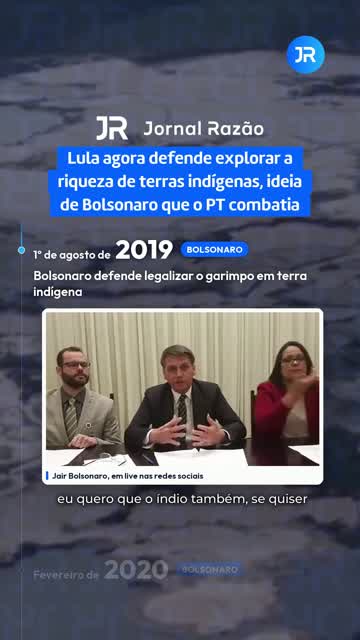 JR
JR Jornal Razão
Lula agora defende explorar a
riqueza de terras indígenas, ideia
de Bolsonaro que o PT combatia
1º de agosto de 2019 BOLSONARO
Bolsonaro defende legalizar o garimpo em terra
indígena
Jair Bolsonaro, em live nas redes sociais
eu quero que o índio também, se quiser
Fevereiro de 2020 BOLSONARO